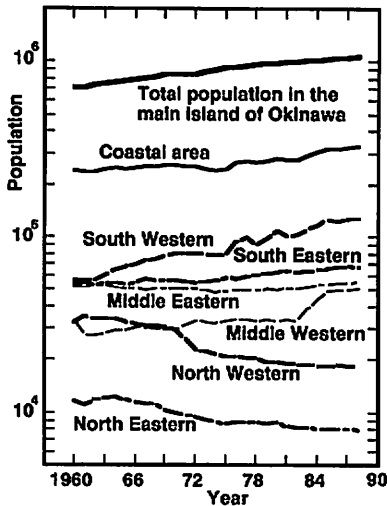 Population
10⁶
10⁵
10⁴
Total population in the
main island of Okinawa
Coastal area
South Western
South Eastern
Middle Eastern
Middle Western
North Western
North Eastern
1960 66 72 78 84 90
Year